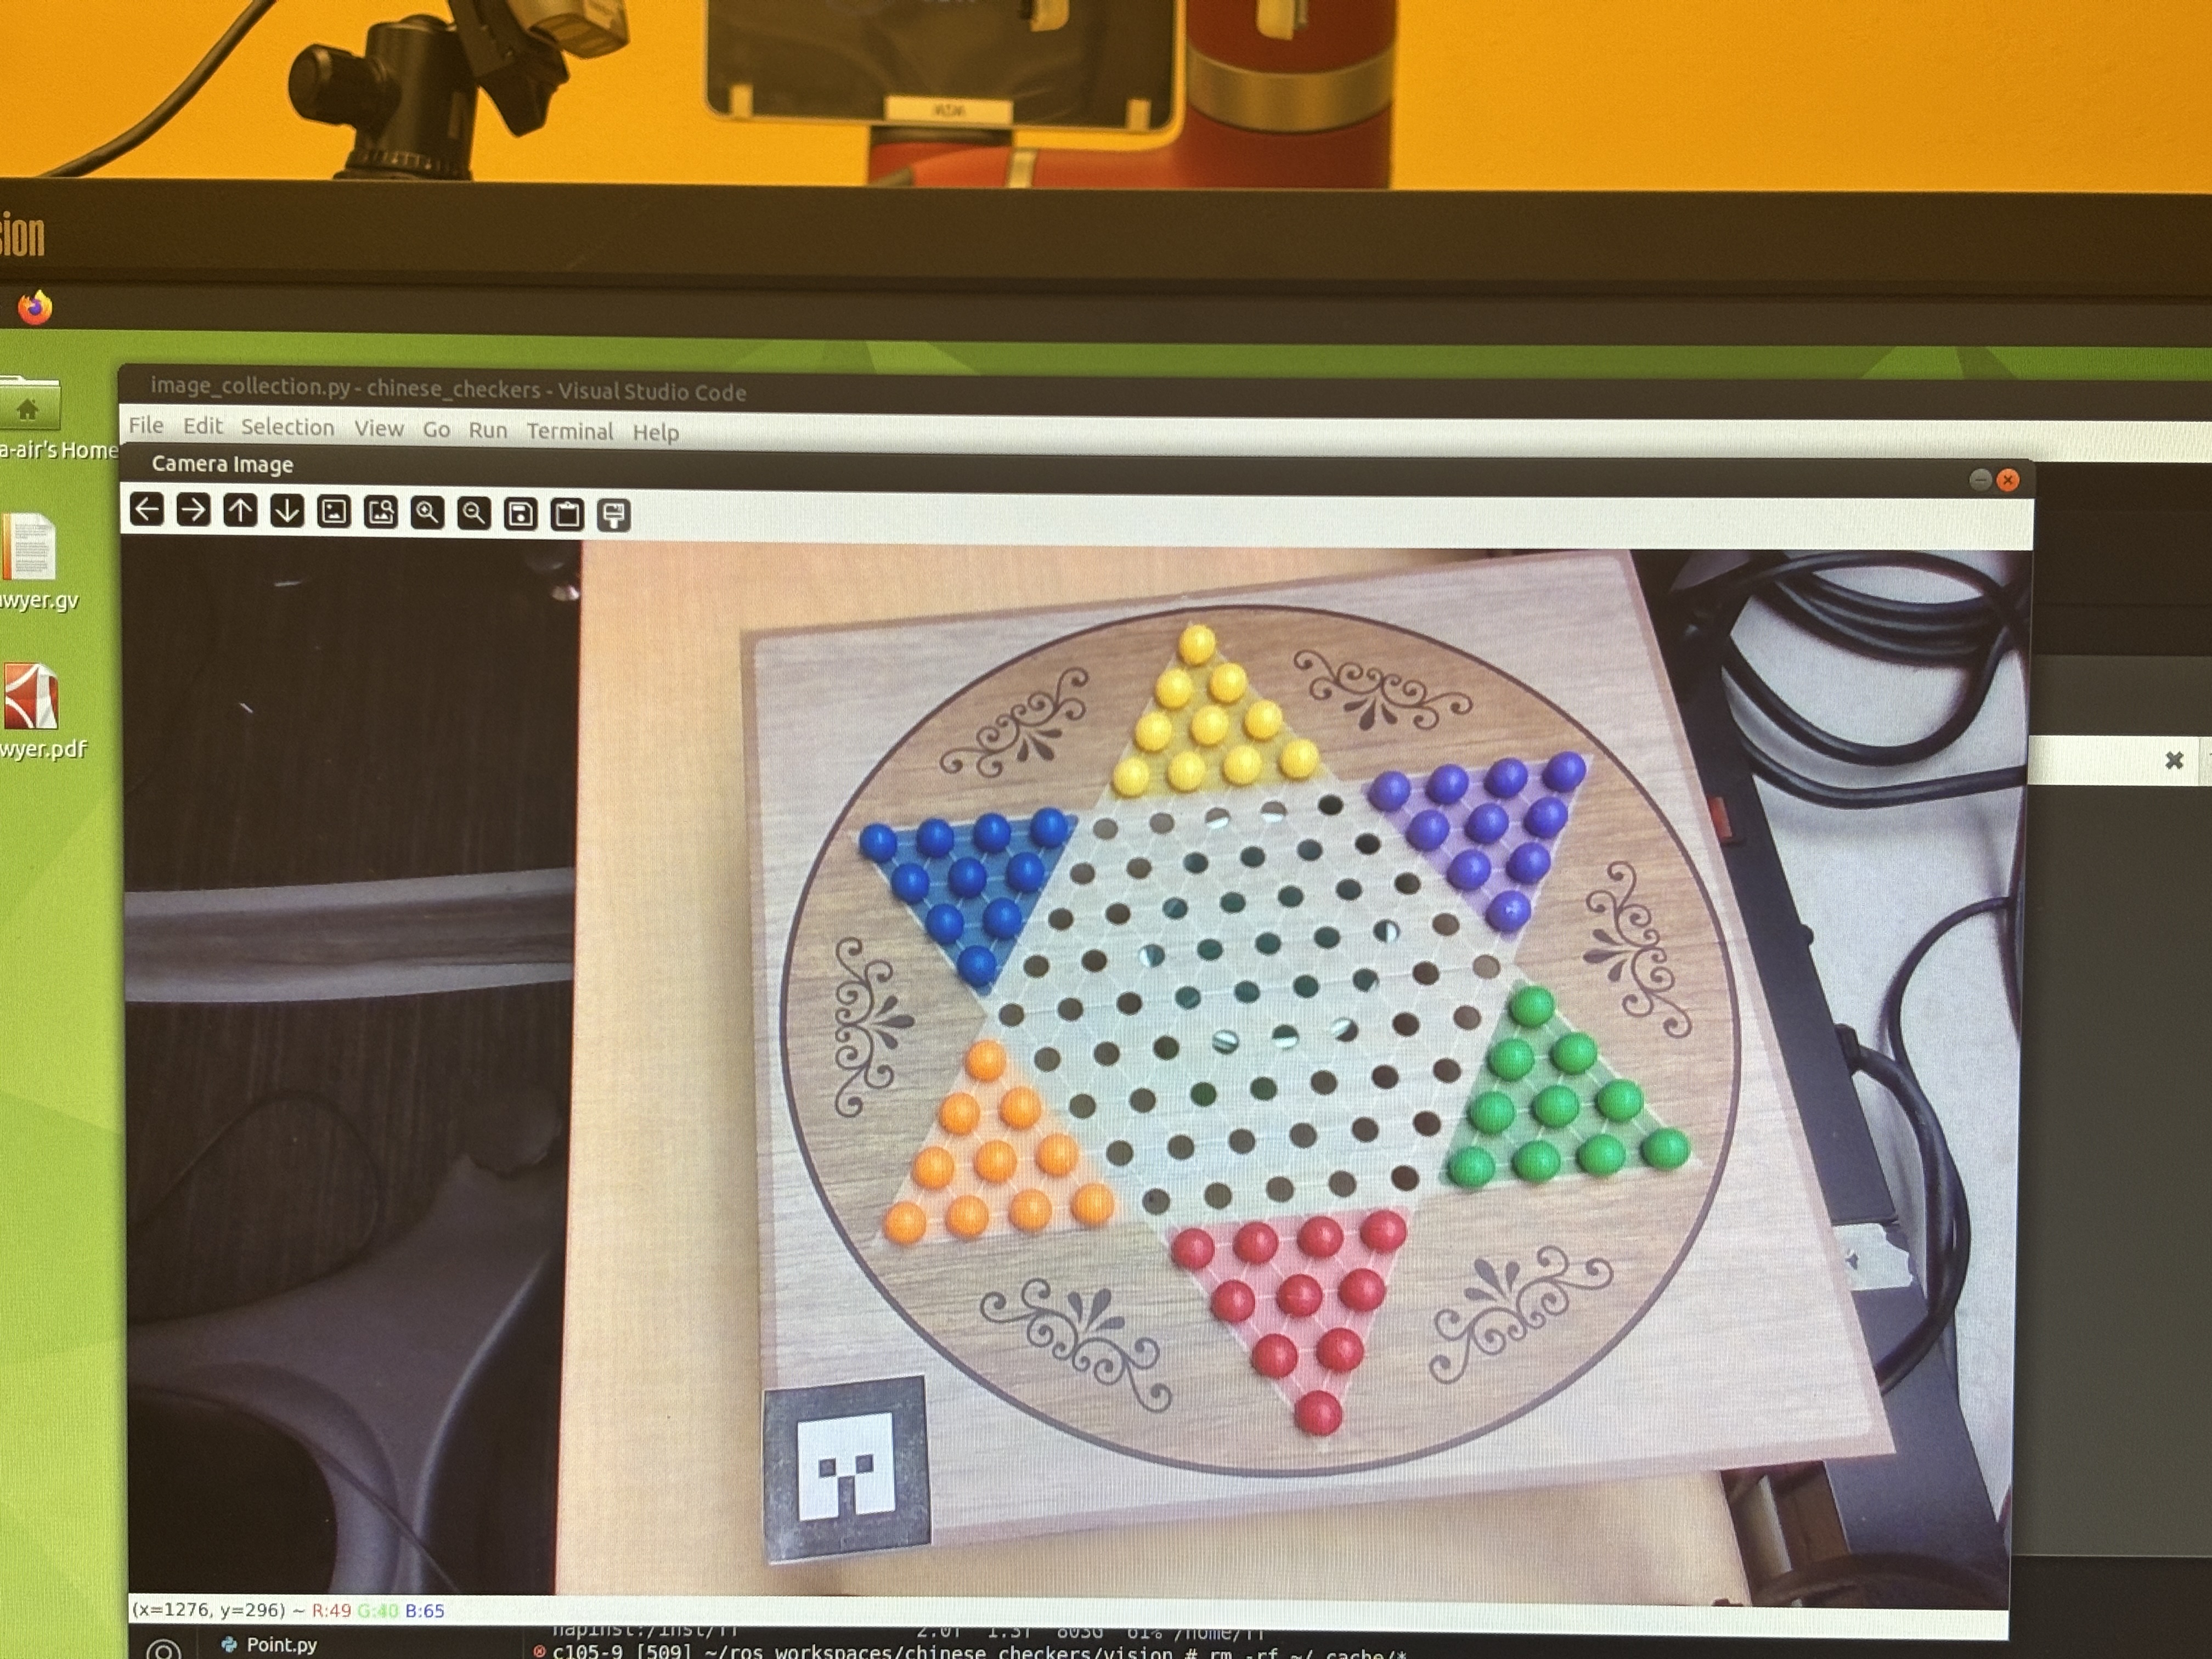 sion
image_collection.py - chinese_checkers - Visual Studio Code
File Edit Selection View Go Run Terminal Help
a-air's Home
Camera Image
wyer.gv
wyer.pdf
(x=1276, y=296) ~ R:49 G:40 B:65
Point.py
c105-9 [509] ~/ros_workspaces/chinese_checkers/vision # rm -rf ~/.cache/*